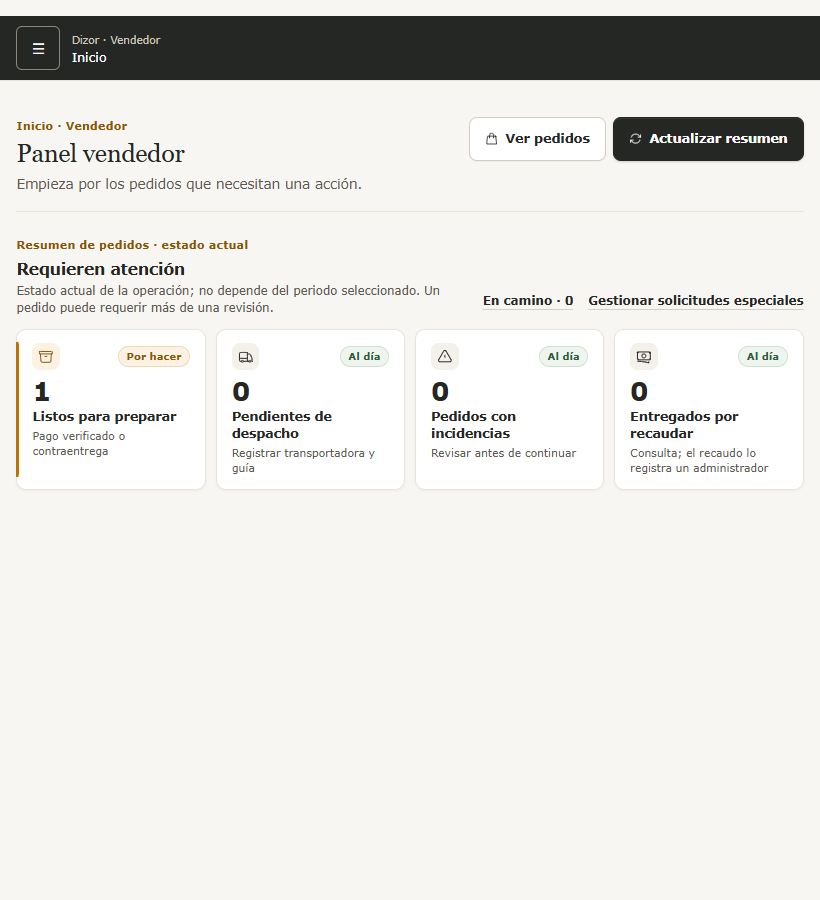 Dizor · Vendedor
Inicio
Inicio · Vendedor
Panel vendedor
Empieza por los pedidos que necesitan una acción.
Ver pedidos
Actualizar resumen
Resumen de pedidos · estado actual
Requieren atención
Estado actual de la operación; no depende del periodo seleccionado. Un
pedido puede requerir más de una revisión.
En camino · 0
Gestionar solicitudes especiales
Por hacer
1
Listos para preparar
Pago verificado o
contraentrega
Al día
0
Pendientes de
despacho
Registrar transportadora y
guía
Al día
0
Pedidos con
incidencias
Revisar antes de continuar
Al día
0
Entregados por
recaudar
Consulta; el recaudo lo
registra un administrador